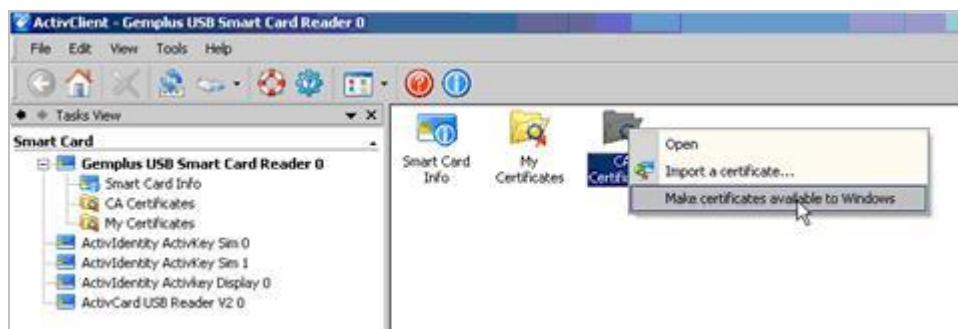 ActivClient - Gemplus USB Smart Card Reader 0
File Edit View Tools Help
Tasks View
Smart Card
Gemplus USB Smart Card Reader 0
Smart Card Info
CA Certificates
My Certificates
ActivIdentity ActivKey Sim 0
ActivIdentity ActivKey Sim 1
ActivIdentity Activkey Display 0
ActivCard USB Reader V2 0
Smart Card
Info
My
Certificates
CA
Certific
Open
Import a certificate...
Make certificates available to Windows